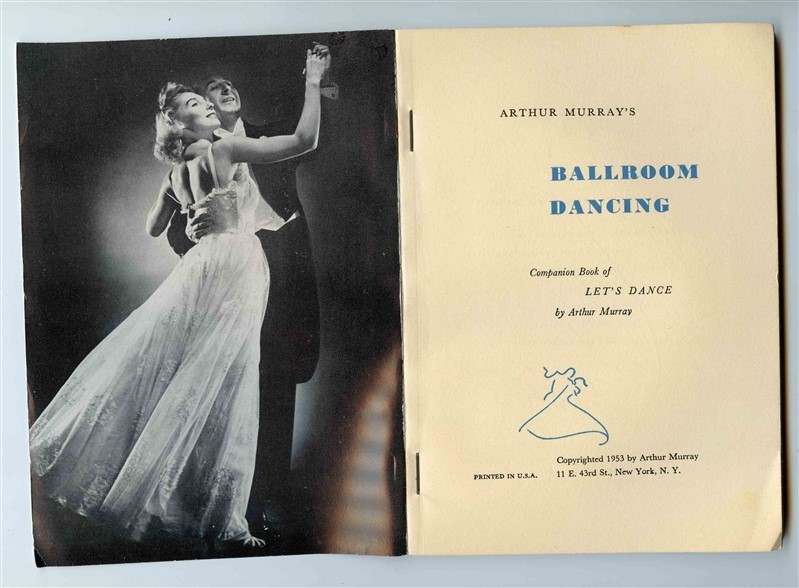 ARTHUR MURRAY'S
BALLROOM
DANCING
Companion Book of
LET'S DANCE
by Arthur Murray
Copyrighted 1953 by Arthur Murray
PRINTED IN U.S.A. 11 E. 43rd St., New York, N. Y.